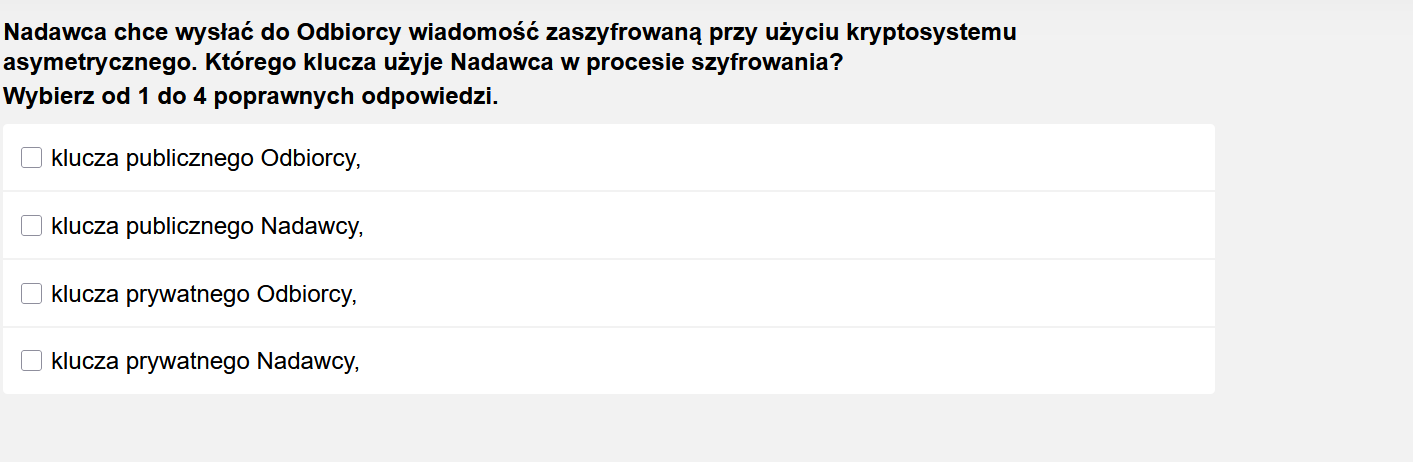 Nadawca chce wysłać do Odbiorcy wiadomość zaszyfrowaną przy użyciu kryptosystemu
asymetrycznego. Którego klucza użyje Nadawca w procesie szyfrowania?
Wybierz od 1 do 4 poprawnych odpowiedzi.
klucza publicznego Odbiorcy,
klucza publicznego Nadawcy,
klucza prywatnego Odbiorcy,
klucza prywatnego Nadawcy,